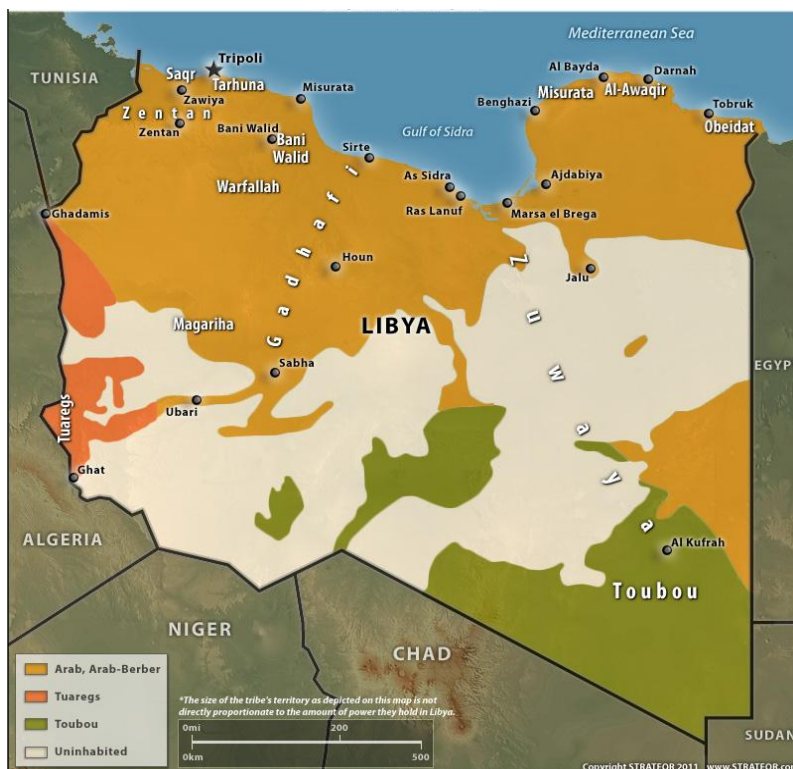 Mediterranean Sea
TUNISIA
Tripoli
Saqr
Tarhuna
Zawiya
Misurata
Zentan
Zentan
Bani Walid
Bani
Walid
Al Bayda
Darnah
Misurata
Al-Awaqir
Benghazi
Tobruk
Obeidat
Gulf of Sidra
Sirte
Warfallah
As Sidra
Ajdabiya
Ras Lanuf
Marsa el Brega
Ghadamis
Gadhafi
Houn
Zuwaya
Jalu
Magariha
LIBYA
Sabha
EGYP
Ubari
Tuaregs
Ghat
ALGERIA
Al Kufrah
Toubou
NIGER
CHAD
SUDAN
Arab, Arab-Berber
Tuaregs
Toubou
Uninhabited
*The size of the tribe's territory as depicted on this map is not
directly proportionate to the amount of power they hold in Libya.
0mi 200
0km 500
Copyright STRATFOR 2011 www.STRATFOR.com